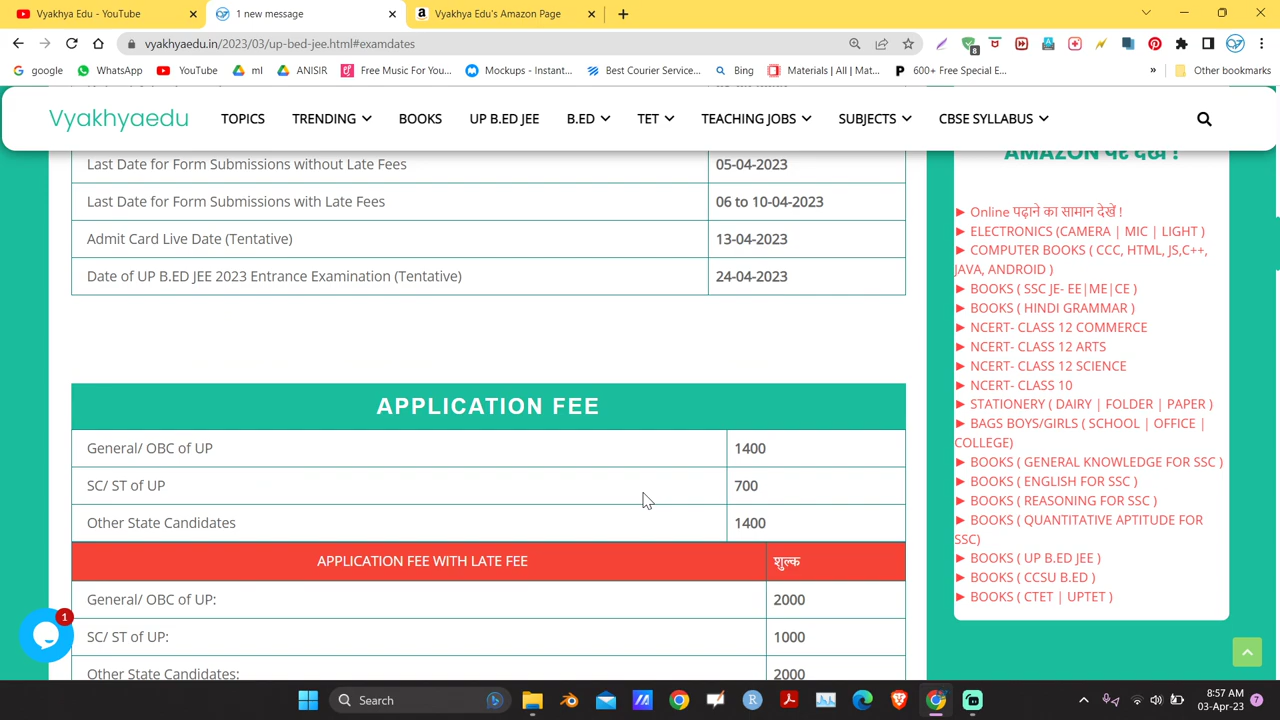 Vyakhya Edu - YouTube
1 new message
Vyakhya Edu's Amazon Page
vyakhyaedu.in/2023/03/up-bed-jee.html#examdates
8
google
WhatsApp
YouTube
ml
ANISIR
Free Music For You...
Mockups - Instant...
Best Courier Service...
Bing
Materials | All | Mat...
600+ Free Special E...
»
Other bookmarks
Vyakhyaedu
TOPICS
TRENDING
BOOKS
UP B.ED JEE
B.ED
TET
TEACHING JOBS
SUBJECTS
CBSE SYLLABUS
Last Date for Form Submissions without Late Fees 05-04-2023
Last Date for Form Submissions with Late Fees 06 to 10-04-2023
Admit Card Live Date (Tentative) 13-04-2023
Date of UP B.ED JEE 2023 Entrance Examination (Tentative) 24-04-2023
APPLICATION FEE
General/ OBC of UP 1400
SC/ ST of UP 700
Other State Candidates 1400
APPLICATION FEE WITH LATE FEE शुल्क
General/ OBC of UP: 2000
SC/ ST of UP: 1000
Other State Candidates: 2000
AMAZON पर देखें !
► Online पढ़ाने का सामान देखें !
► ELECTRONICS (CAMERA | MIC | LIGHT )
► COMPUTER BOOKS ( CCC, HTML, JS,C++,
JAVA, ANDROID )
► BOOKS ( SSC JE- EE|ME|CE )
► BOOKS ( HINDI GRAMMAR )
► NCERT- CLASS 12 COMMERCE
► NCERT- CLASS 12 ARTS
► NCERT- CLASS 12 SCIENCE
► NCERT- CLASS 10
► STATIONERY ( DAIRY | FOLDER | PAPER )
► BAGS BOYS/GIRLS ( SCHOOL | OFFICE |
COLLEGE)
► BOOKS ( GENERAL KNOWLEDGE FOR SSC )
► BOOKS ( ENGLISH FOR SSC )
► BOOKS ( REASONING FOR SSC )
► BOOKS ( QUANTITATIVE APTITUDE FOR
SSC)
► BOOKS ( UP B.ED JEE )
► BOOKS ( CCSU B.ED )
► BOOKS ( CTET | UPTET )
1
Search
8:57 AM
03-Apr-23
7